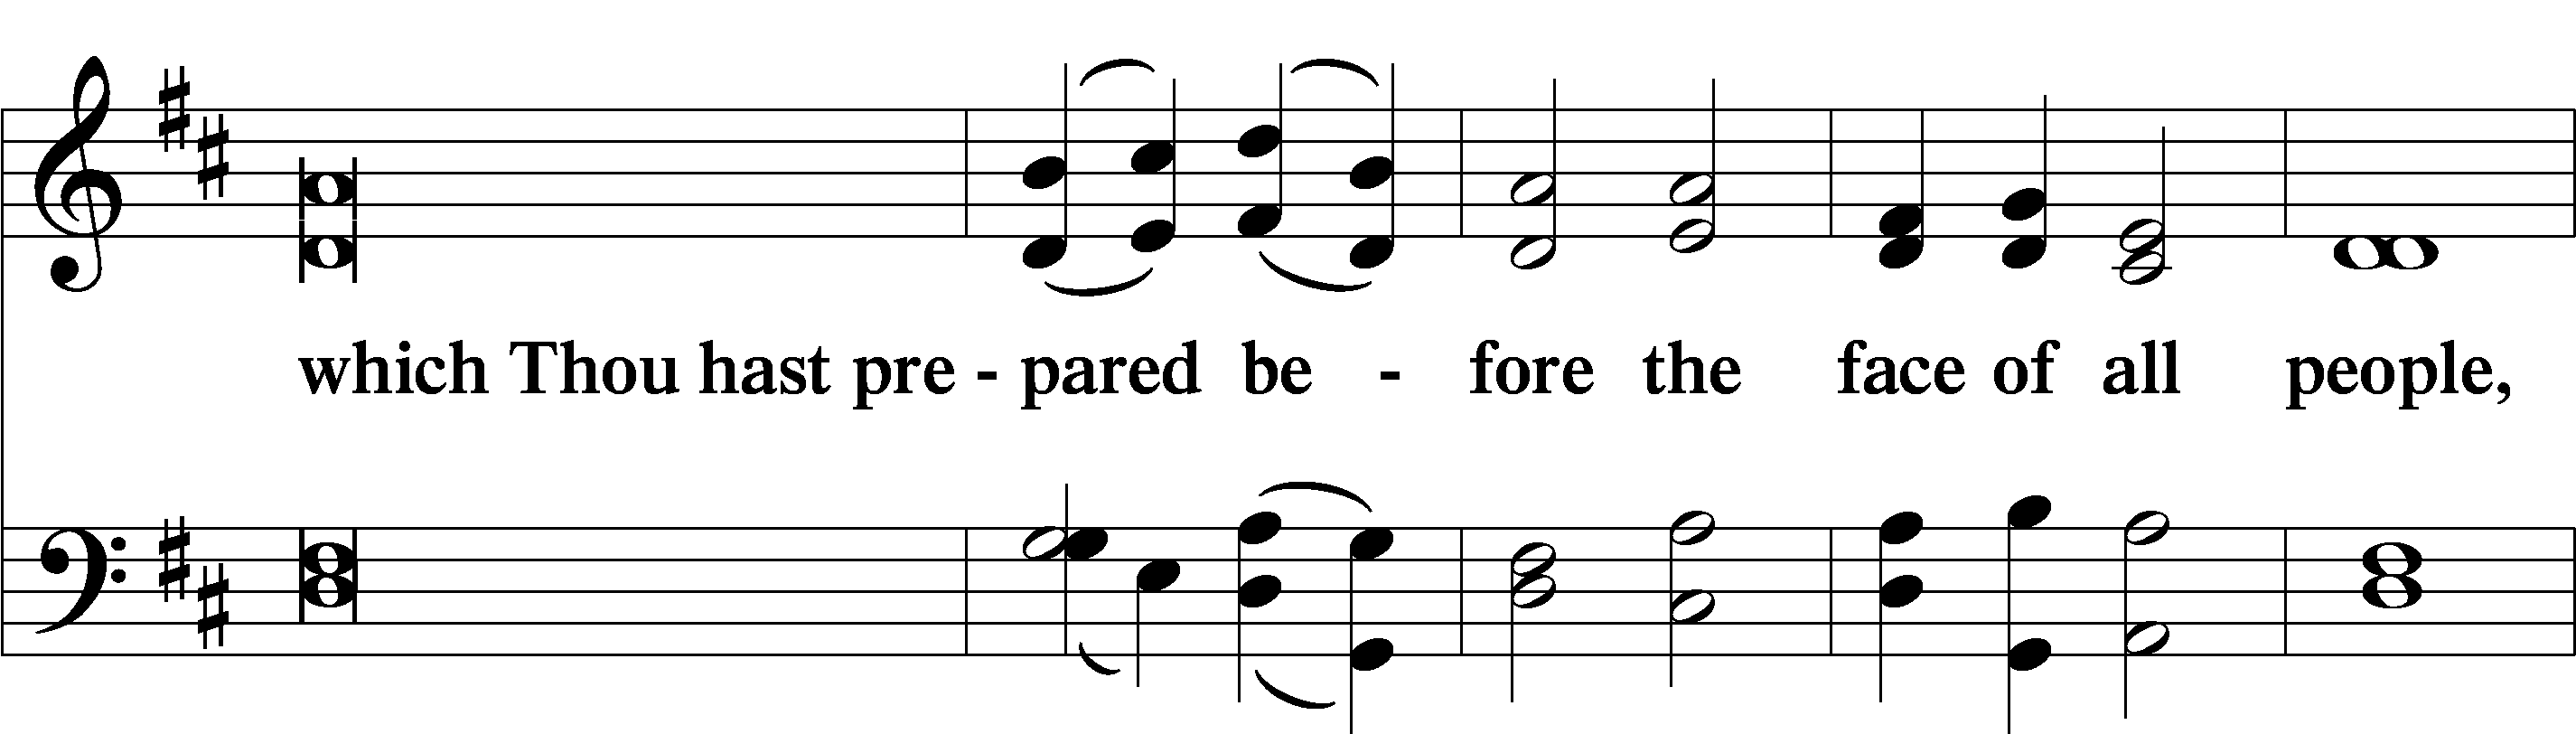 which Thou hast pre - pared be - fore the face of all people,